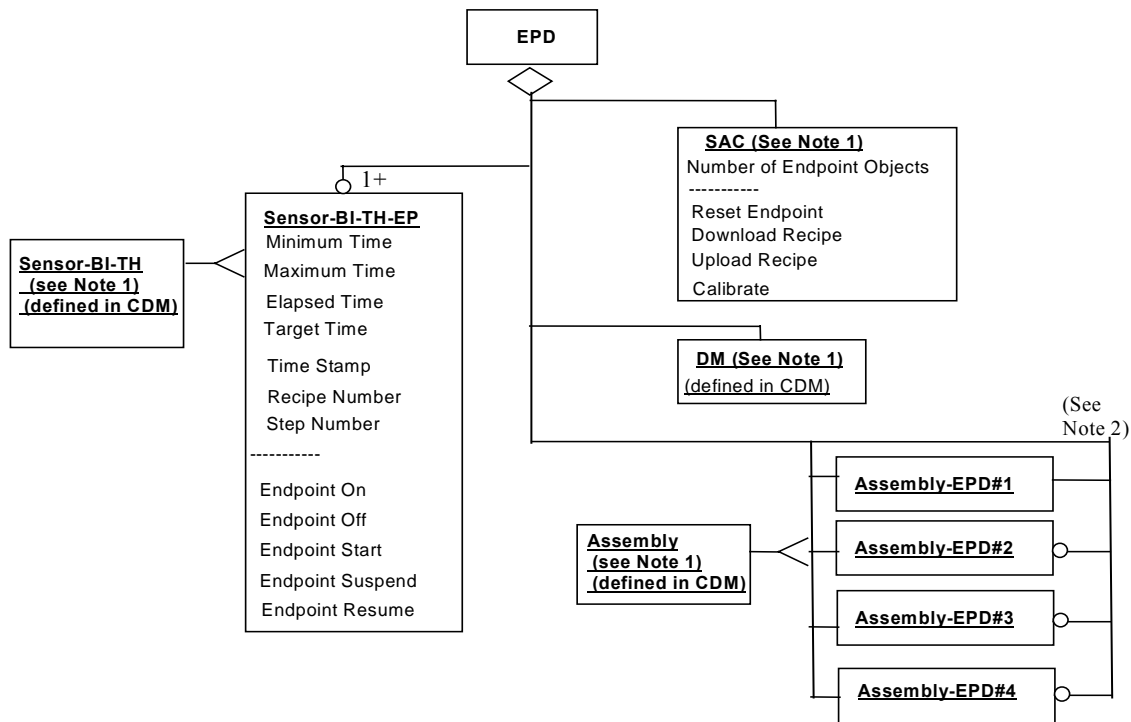 EPD
SAC (See Note 1)
Number of Endpoint Objects
-----------
Reset Endpoint
Download Recipe
Upload Recipe
Calibrate
1+
Sensor-BI-TH-EP
Minimum Time
Maximum Time
Elapsed Time
Target Time
Time Stamp
Recipe Number
Step Number
-----------
Endpoint On
Endpoint Off
Endpoint Start
Endpoint Suspend
Endpoint Resume
Sensor-BI-TH
(see Note 1)
(defined in CDM)
DM (See Note 1)
(defined in CDM)
(See
Note 2)
Assembly
(see Note 1)
(defined in CDM)
Assembly-EPD#1
Assembly-EPD#2
Assembly-EPD#3
Assembly-EPD#4